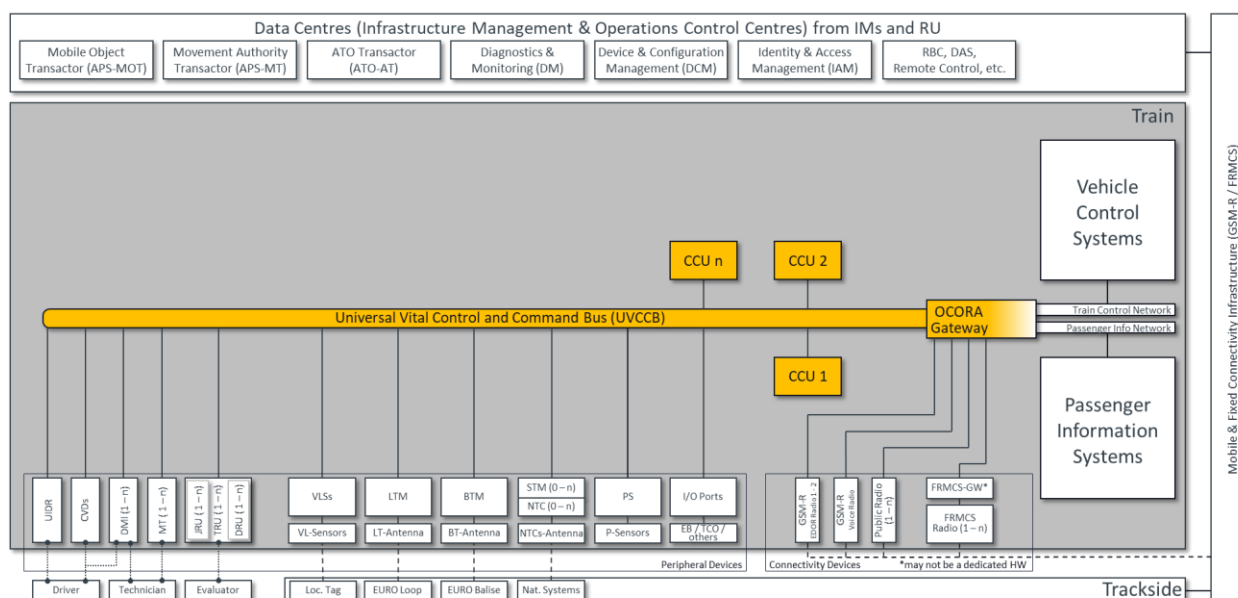 Data Centres (Infrastructure Management & Operations Control Centres) from IMs and RU
Mobile Object
Transactor (APS-MOT)
Movement Authority
Transactor (APS-MT)
ATO Transactor
(ATO-AT)
Diagnostics &
Monitoring (DM)
Device & Configuration
Management (DCM)
Identity & Access
Management (IAM)
RBC, DAS,
Remote Control, etc.
Mobile & Fixed Connectivity Infrastructure (GSM-R / FRMCS)
Train
Vehicle
Control
Systems
CCU n
CCU 2
Universal Vital Control and Command Bus (UVCCB)
OCORA
Gateway
Train Control Network
Passenger Info Network
CCU 1
Passenger
Information
Systems
UIDR
CVDs
DMI (1 – n)
MT (1 – n)
JRU (1 – n)
TRU (1 – n)
DRU (1 – n)
VLSs
LTM
BTM
STM (0 – n)
NTC (0 – n)
PS
I/O Ports
VL-Sensors
LT-Antenna
BT-Antenna
NTCs-Antenna
P-Sensors
EB / TCO /
others
GSM-R
EDOR Radio 1 - 2
GSM-R
Voice Radio
Public Radio
(1 – n)
FRMCS-GW*
FRMCS
Radio (1 – n)
Peripheral Devices
Connectivity Devices
*may not be a dedicated HW
Driver
Technician
Evaluator
Loc. Tag
EURO Loop
EURO Balise
Nat. Systems
Trackside